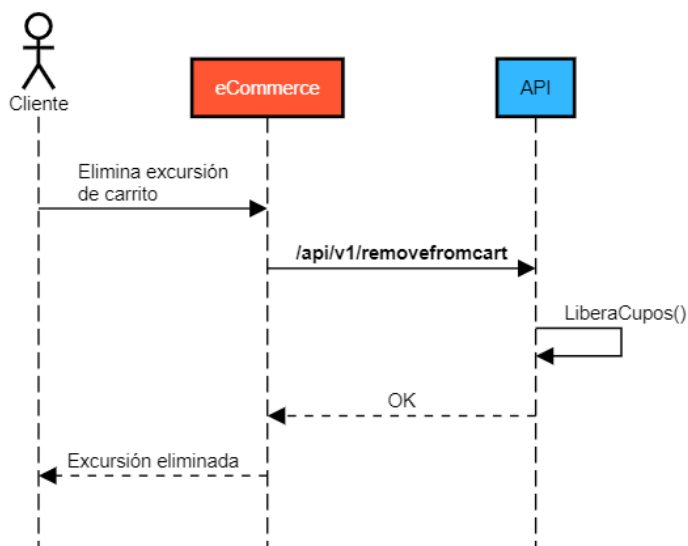 Cliente
eCommerce
API
Elimina excursión
de carrito
/api/v1/removefromcart
LiberaCupos()
OK
Excursión eliminada